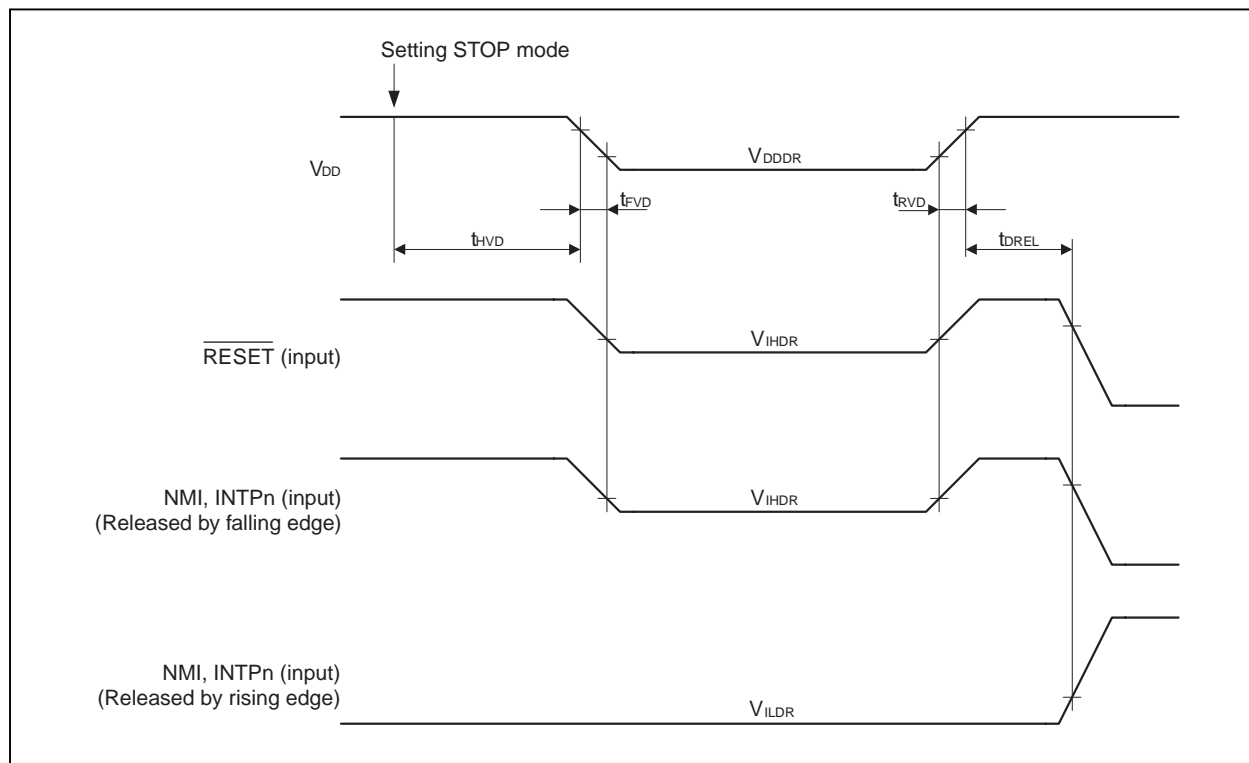 Setting STOP mode
VDD
VDDDR
tFVD
tRVD
tHVD
tDREL
RESET (input)
VIHDR
NMI, INTPn (input)
(Released by falling edge)
VIHDR
NMI, INTPn (input)
(Released by rising edge)
VILDR